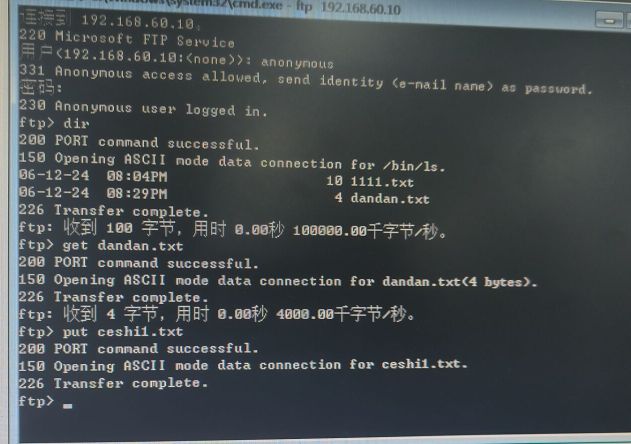 \system32\cmd.exe - ftp 192.168.60.10
连接到 192.168.60.10。
220 Microsoft FTP Service
用户(192.168.60.10:(none)): anonymous
331 Anonymous access allowed, send identity (e-mail name) as password.
密码:
230 Anonymous user logged in.
ftp> dir
200 PORT command successful.
150 Opening ASCII mode data connection for /bin/ls.
06-12-24 08:04PM 10 1111.txt
06-12-24 08:29PM 4 dandan.txt
226 Transfer complete.
ftp: 收到 100 字节，用时 0.00秒 100000.00千字节/秒。
ftp> get dandan.txt
200 PORT command successful.
150 Opening ASCII mode data connection for dandan.txt(4 bytes).
226 Transfer complete.
ftp: 收到 4 字节，用时 0.00秒 4000.00千字节/秒。
ftp> put ceshi1.txt
200 PORT command successful.
150 Opening ASCII mode data connection for ceshi1.txt.
226 Transfer complete.
ftp> _